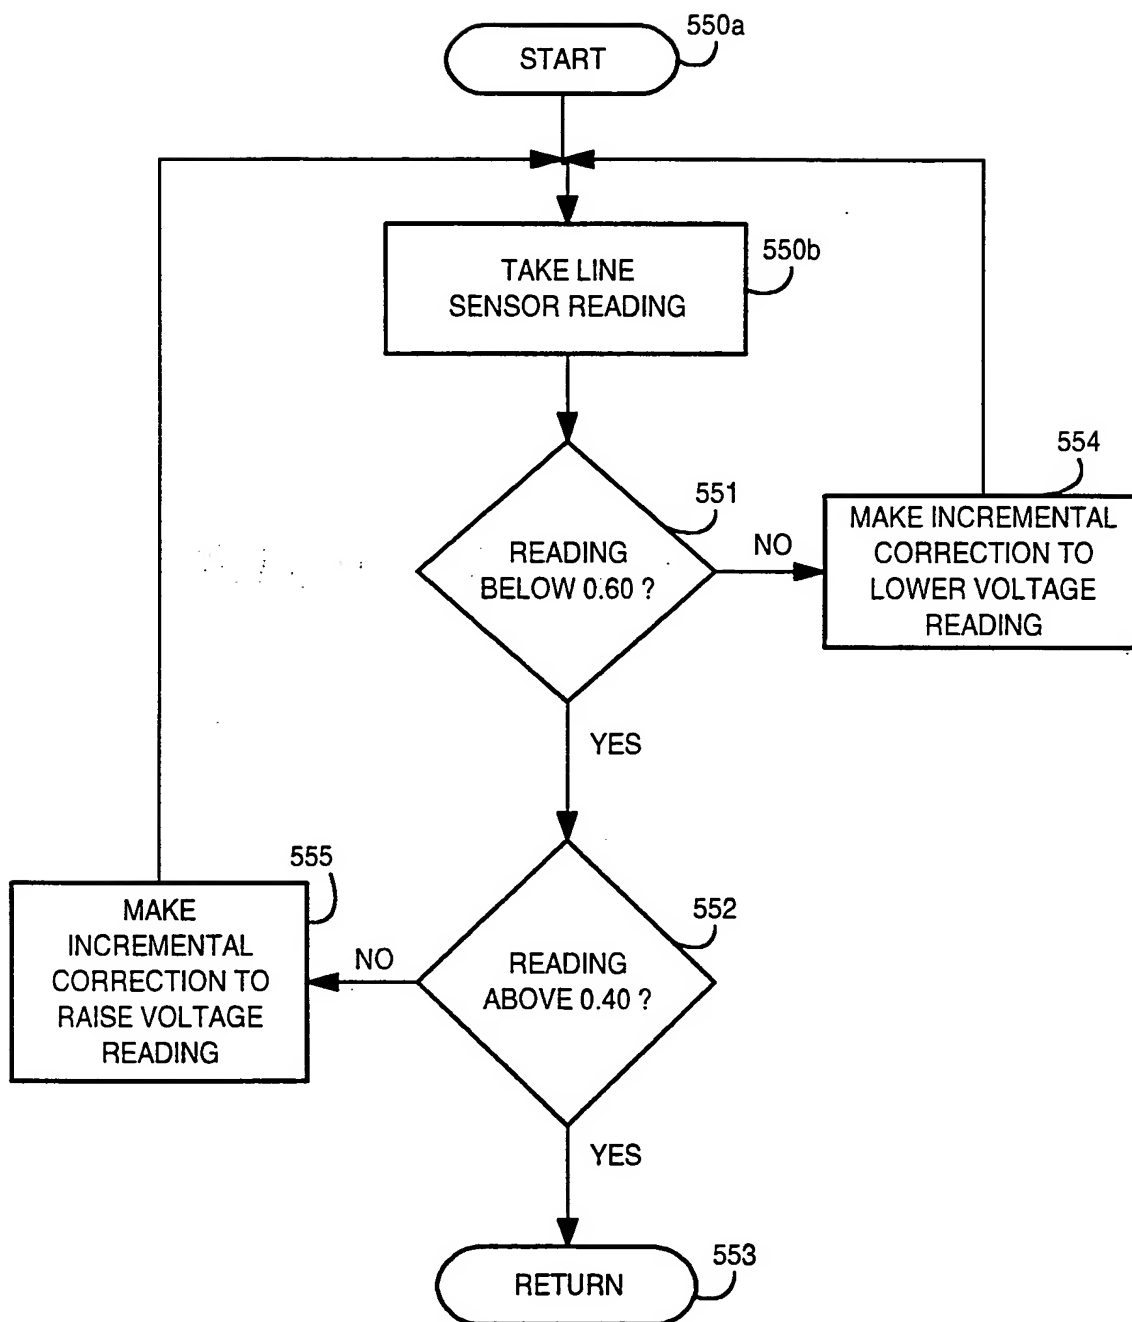 550a
START
550b
TAKE LINE
SENSOR READING
551
READING
BELOW 0.60 ?
NO
554
MAKE INCREMENTAL
CORRECTION TO
LOWER VOLTAGE
READING
YES
555
MAKE
INCREMENTAL
CORRECTION TO
RAISE VOLTAGE
READING
NO
552
READING
ABOVE 0.40 ?
YES
553
RETURN